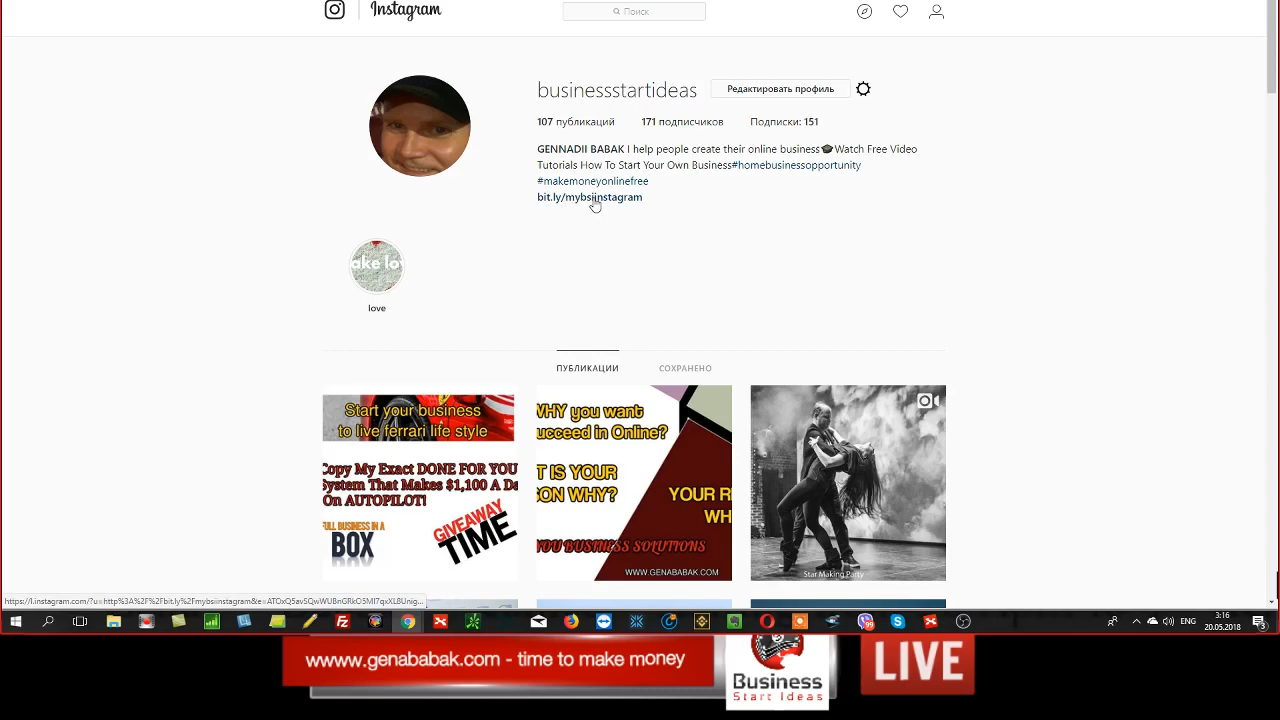 Instagram
Поиск
businessstartideas
Редактировать профиль
107 публикаций 171 подписчиков Подписки: 151
GENNADII BABAK I help people create their online business🎓Watch Free Video
Tutorials How To Start Your Own Business#homebusinessopportunity
#makemoneyonlinefree
bit.ly/mybsiinstagram
ake lov
love
ПУБЛИКАЦИИ СОХРАНЕНО
Start your business
to live ferrari life style
Copy My Exact DONE FOR YOU
System That Makes $1,100 A Da
On AUTOPILOT!
FULL BUSINESS IN A
BOX
GIVEAWAY
TIME
WHY you want
ucceed in Online?
T IS YOUR
SON WHY?
YOUR R
WH
YOU BUSINESS SOLUTIONS
WWW.GENABABAK.COM
Star Making Party
99
ENG
3:16
20.05.2018
3
wwww.genababak.com - time to make money
Business
Start Ideas
LIVE